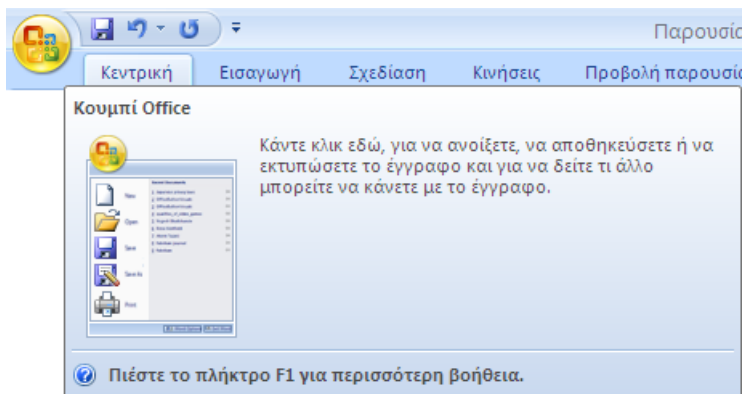 Παρουσίο
Κεντρική Εισαγωγή Σχεδίαση Κινήσεις Προβολή παρουσία
Κουμπί Office
Κάντε κλικ εδώ, για να ανοίξετε, να αποθηκεύσετε ή να
εκτυπώσετε το έγγραφο και για να δείτε τι άλλο
μπορείτε να κάνετε με το έγγραφο.
New
Open
Save
Save As
Print
Πιέστε το πλήκτρο F1 για περισσότερη βοήθεια.